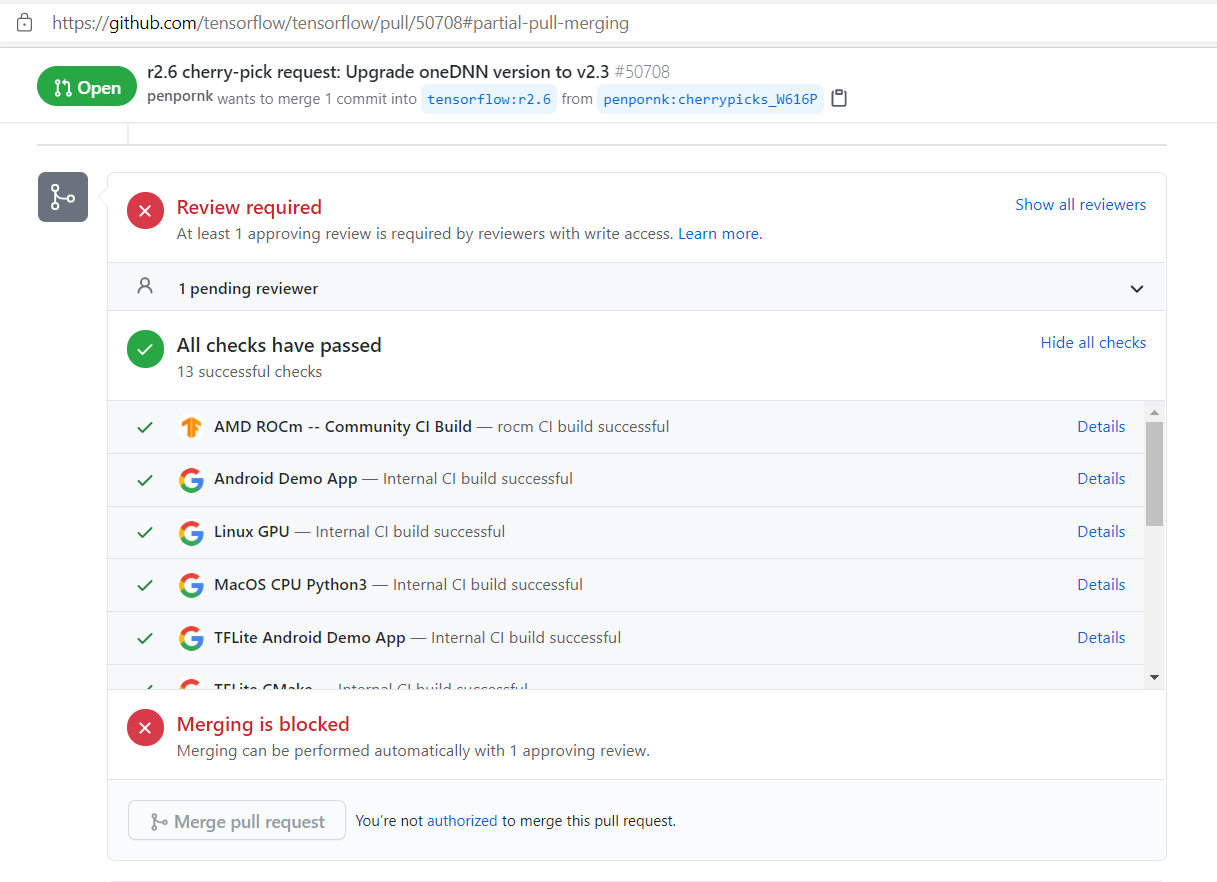 https://github.com/tensorflow/tensorflow/pull/50708#partial-pull-merging
Open
r2.6 cherry-pick request: Upgrade oneDNN version to v2.3 #50708
penpornk wants to merge 1 commit into tensorflow:r2.6 from penpornk:cherrypicks_W616P
Review required
Show all reviewers
At least 1 approving review is required by reviewers with write access. Learn more.
1 pending reviewer
All checks have passed
Hide all checks
13 successful checks
AMD ROCm -- Community CI Build — rocm CI build successful
Details
Android Demo App — Internal CI build successful
Details
Linux GPU — Internal CI build successful
Details
MacOS CPU Python3 — Internal CI build successful
Details
TFLite Android Demo App — Internal CI build successful
Details
TFLite CMake — Internal CI build successful
Merging is blocked
Merging can be performed automatically with 1 approving review.
Merge pull request
You're not authorized to merge this pull request.